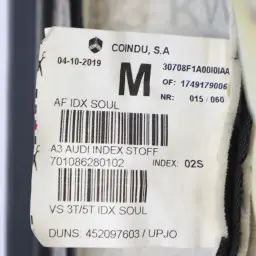 COINDU, S.A
04-10-2019
M
30708F1A00I0IAA
OF: 1749179006
NR: 015 / 060
AF IDX SOUL
A3 AUDI INDEX STOFF
701086280102 INDEX: 02S
VS 3T/5T IDX SOUL
DUNS: 452097603 / UPJO